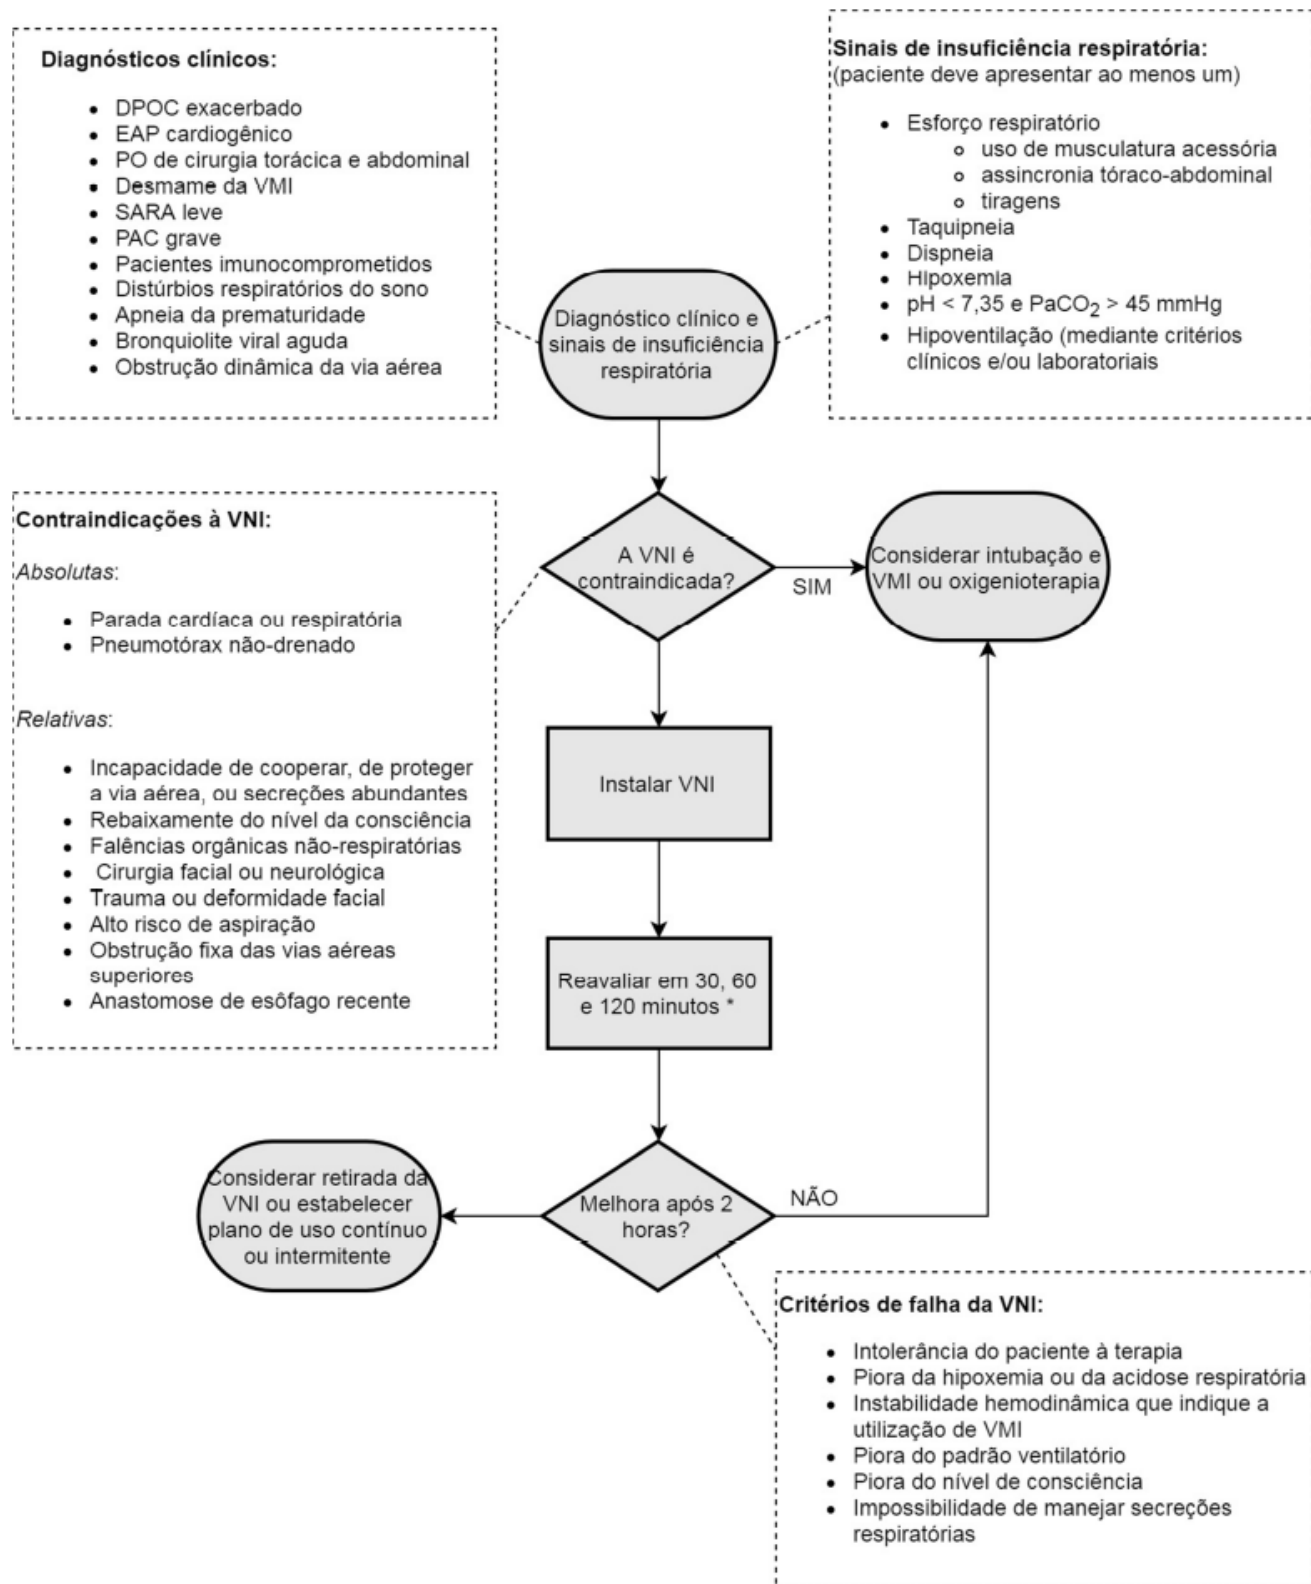 Diagnósticos clínicos:
DPOC exacerbado
EAP cardiogênico
PO de cirurgia torácica e abdominal
Desmame da VMI
SARA leve
PAC grave
Pacientes imunocomprometidos
Distúrbios respiratórios do sono
Apneia da prematuridade
Bronquiolite viral aguda
Obstrução dinâmica da via aérea
Sinais de insuficiência respiratória:
(paciente deve apresentar ao menos um)
Esforço respiratório
uso de musculatura acessória
assincronia tóraco-abdominal
tiragens
Taquipneia
Dispneia
Hipoxemia
pH < 7,35 e PaCO₂ > 45 mmHg
Hipoventilação (mediante critérios
clínicos e/ou laboratoriais
Diagnóstico clínico e
sinais de insuficiência
respiratória
Contraindicações à VNI:
Absolutas:
Parada cardíaca ou respiratória
Pneumotórax não-drenado
Relativas:
Incapacidade de cooperar, de proteger
a via aérea, ou secreções abundantes
Rebaixamente do nível da consciência
Falências orgânicas não-respiratórias
Cirurgia facial ou neurológica
Trauma ou deformidade facial
Alto risco de aspiração
Obstrução fixa das vias aéreas
superiores
Anastomose de esôfago recente
A VNI é
contraindicada?
SIM
Considerar intubação e
VMI ou oxigenioterapia
Instalar VNI
Reavaliar em 30, 60
e 120 minutos *
Melhora após 2
horas?
NÃO
Considerar retirada da
VNI ou estabelecer
plano de uso contínuo
ou intermitente
Critérios de falha da VNI:
Intolerância do paciente à terapia
Piora da hipoxemia ou da acidose respiratória
Instabilidade hemodinâmica que indique a
utilização de VMI
Piora do padrão ventilatório
Piora do nível de consciência
Impossibilidade de manejar secreções
respiratórias